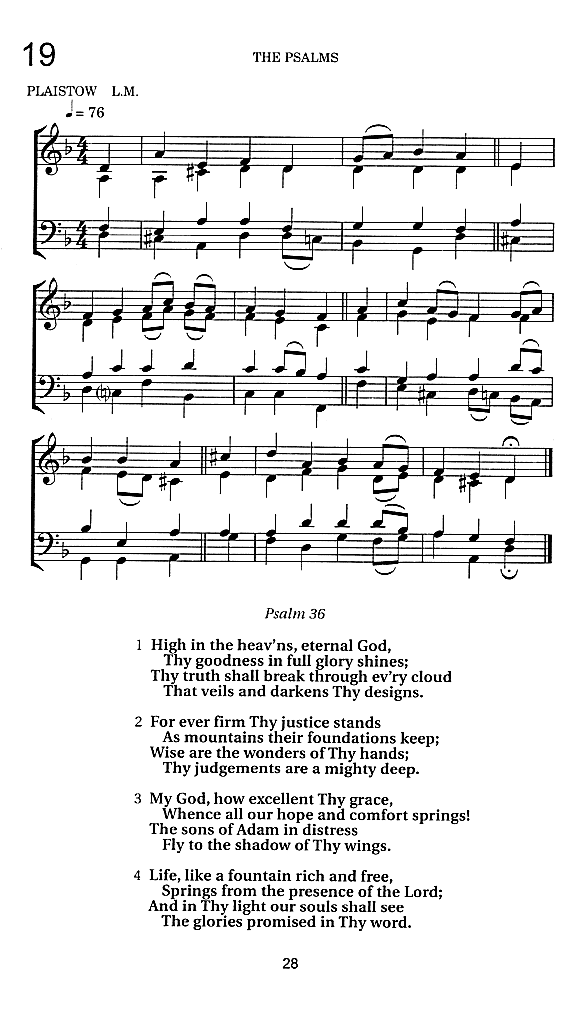 19
THE PSALMS
PLAISTOW L.M.
♩= 76
Psalm 36
1 High in the heav'ns, eternal God,
Thy goodness in full glory shines;
Thy truth shall break through ev'ry cloud
That veils and darkens Thy designs.
2 For ever firm Thy justice stands
As mountains their foundations keep;
Wise are the wonders of Thy hands;
Thy judgements are a mighty deep.
3 My God, how excellent Thy grace,
Whence all our hope and comfort springs!
The sons of Adam in distress
Fly to the shadow of Thy wings.
4 Life, like a fountain rich and free,
Springs from the presence of the Lord;
And in Thy light our souls shall see
The glories promised in Thy word.
28